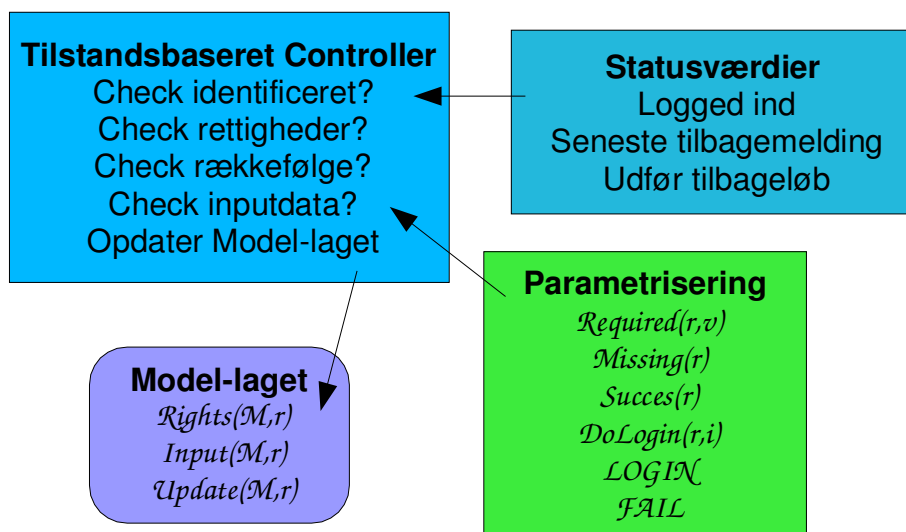 Tilstandsbaseret Controller
Check identificeret?
Check rettigheder?
Check rækkefølge?
Check inputdata?
Opdater Model-laget
Statusværdier
Logged ind
Seneste tilbagemelding
Udfør tilbageløb
Parametrisering
Required(r,v)
Missing(r)
Succes(r)
DoLogin(r,i)
LOGIN
FAIL
Model-laget
Rights(M,r)
Input(M,r)
Update(M,r)